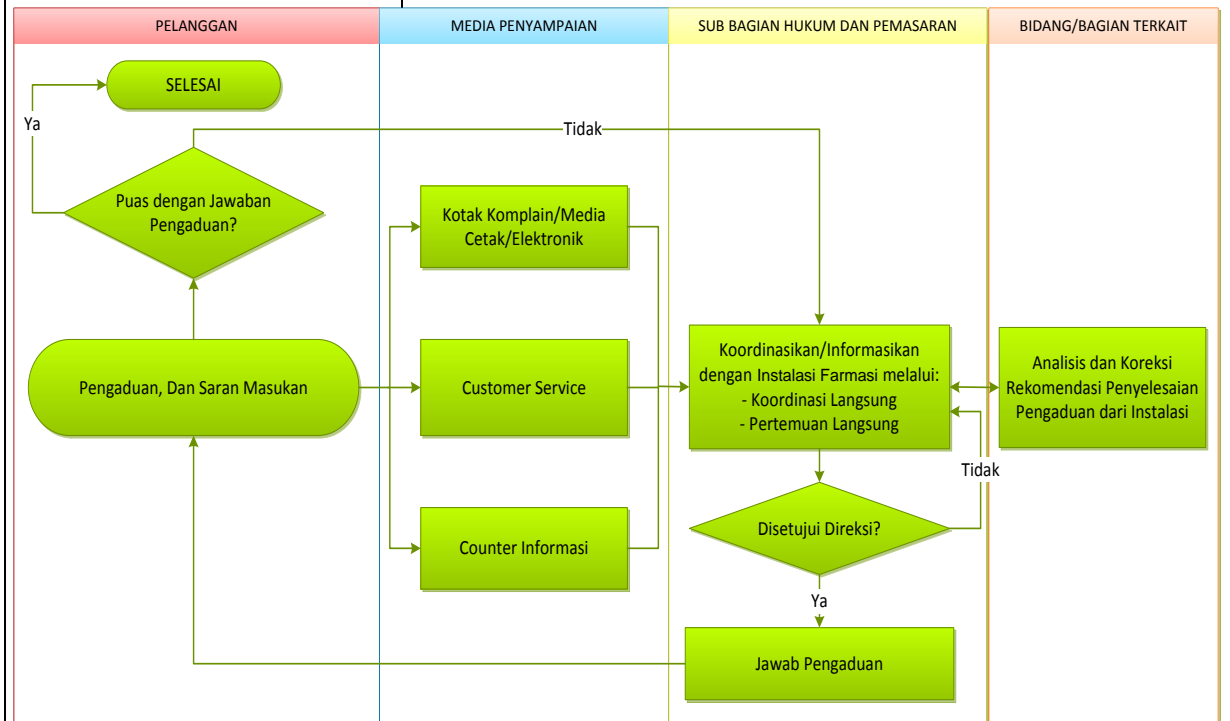 PELANGGAN
MEDIA PENYAMPAIAN
SUB BAGIAN HUKUM DAN PEMASARAN
BIDANG/BAGIAN TERKAIT
SELESAI
Ya
Tidak
Puas dengan Jawaban
Pengaduan?
Kotak Komplain/Media
Cetak/Elektronik
Pengaduan, Dan Saran Masukan
Customer Service
Koordinasikan/Informasikan
dengan Instalasi Farmasi melalui:
- Koordinasi Langsung
- Pertemuan Langsung
Analisis dan Koreksi
Rekomendasi Penyelesaian
Pengaduan dari Instalasi
Tidak
Counter Informasi
Disetujui Direksi?
Ya
Jawab Pengaduan